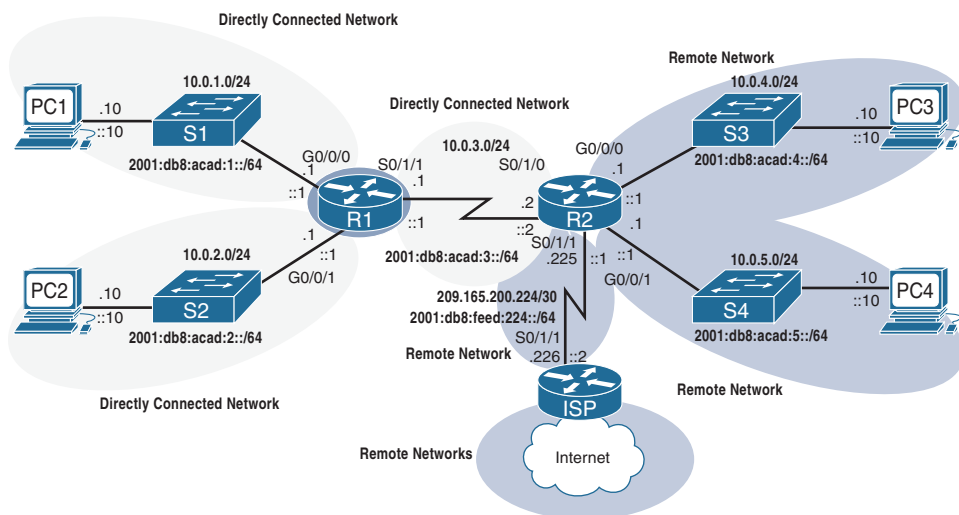 Directly Connected Network
Remote Network
10.0.1.0/24
PC1
.10
::10
S1
2001:db8:acad:1::/64
Directly Connected Network
10.0.4.0/24
PC3
.10
::10
S3
2001:db8:acad:4::/64
G0/0/0
.1
::1
S0/1/1
.1
::1
R1
10.0.3.0/24
S0/1/0
G0/0/0
.1
::1
R2
.2
::2
2001:db8:acad:3::/64
.1
::1
G0/0/1
S0/1/1
.225
::1
.1
::1
G0/0/1
10.0.2.0/24
PC2
.10
::10
S2
2001:db8:acad:2::/64
10.0.5.0/24
PC4
.10
::10
S4
2001:db8:acad:5::/64
209.165.200.224/30
2001:db8:feed:224::/64
S0/1/1
Remote Network
.226
::2
Directly Connected Network
Remote Network
ISP
Remote Networks
Internet